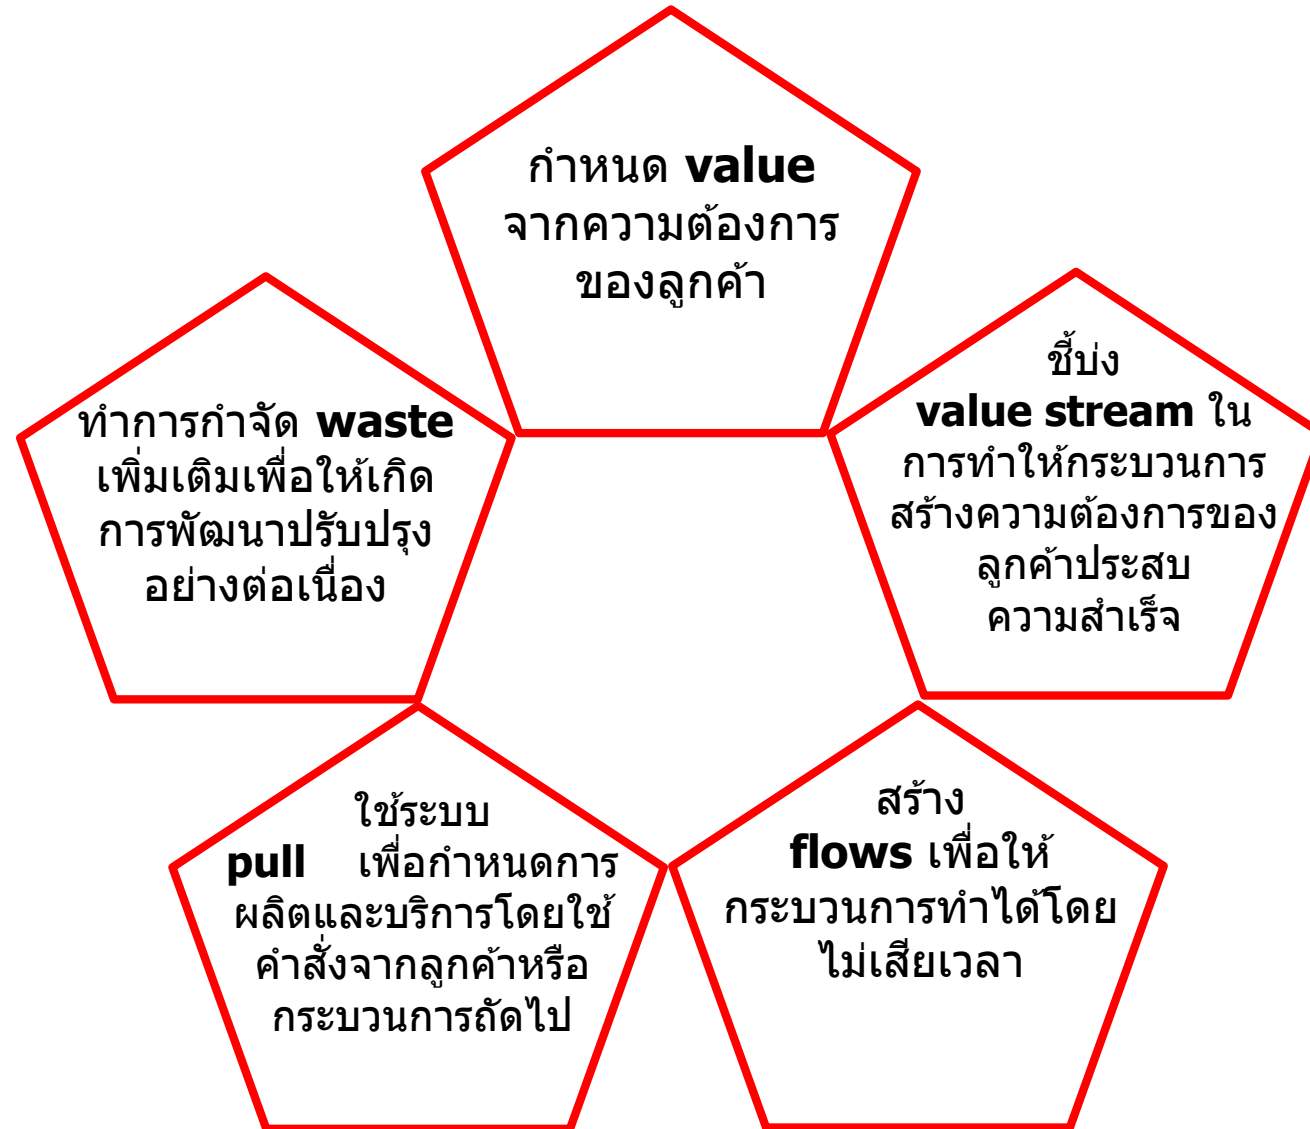 กำหนด value
จากความต้องการ
ของลูกค้า
ชี้บ่ง
value stream ใน
การทำให้กระบวนการ
สร้างความต้องการของ
ลูกค้าประสบ
ความสำเร็จ
สร้าง
flows เพื่อให้
กระบวนการทำได้โดย
ไม่เสียเวลา
ใช้ระบบ
pull เพื่อกำหนดการ
ผลิตและบริการโดยใช้
คำสั่งจากลูกค้าหรือ
กระบวนการถัดไป
ทำการกำจัด waste
เพิ่มเติมเพื่อให้เกิด
การพัฒนาปรับปรุง
อย่างต่อเนื่อง